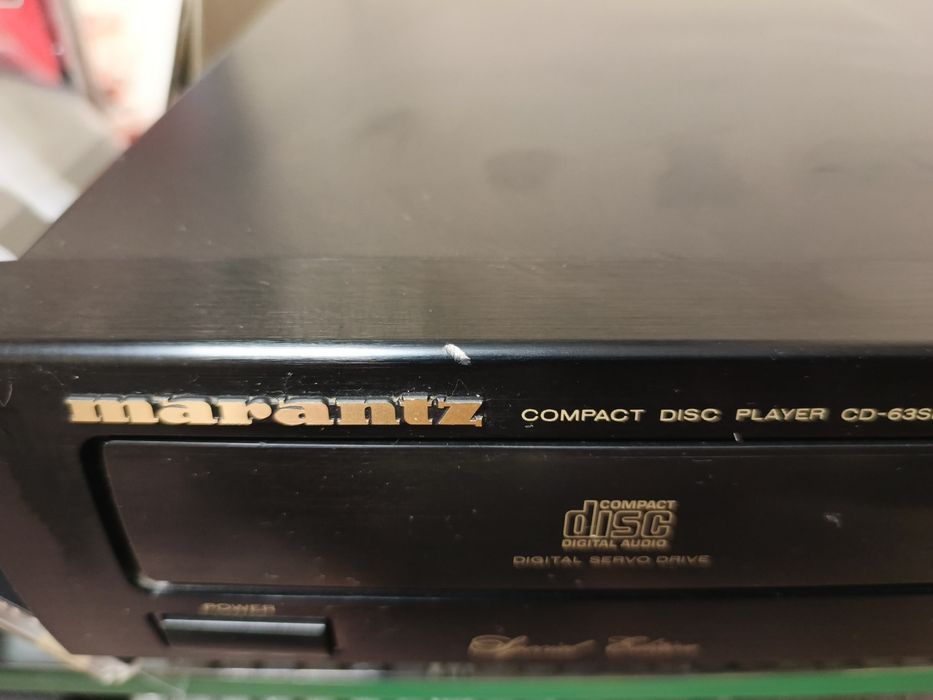 marantz COMPACT DISC PLAYER CD-63S
COMPACT
disc
DIGITAL AUDIO
DIGITAL SERVO DRIVE
POWER
Special Edition